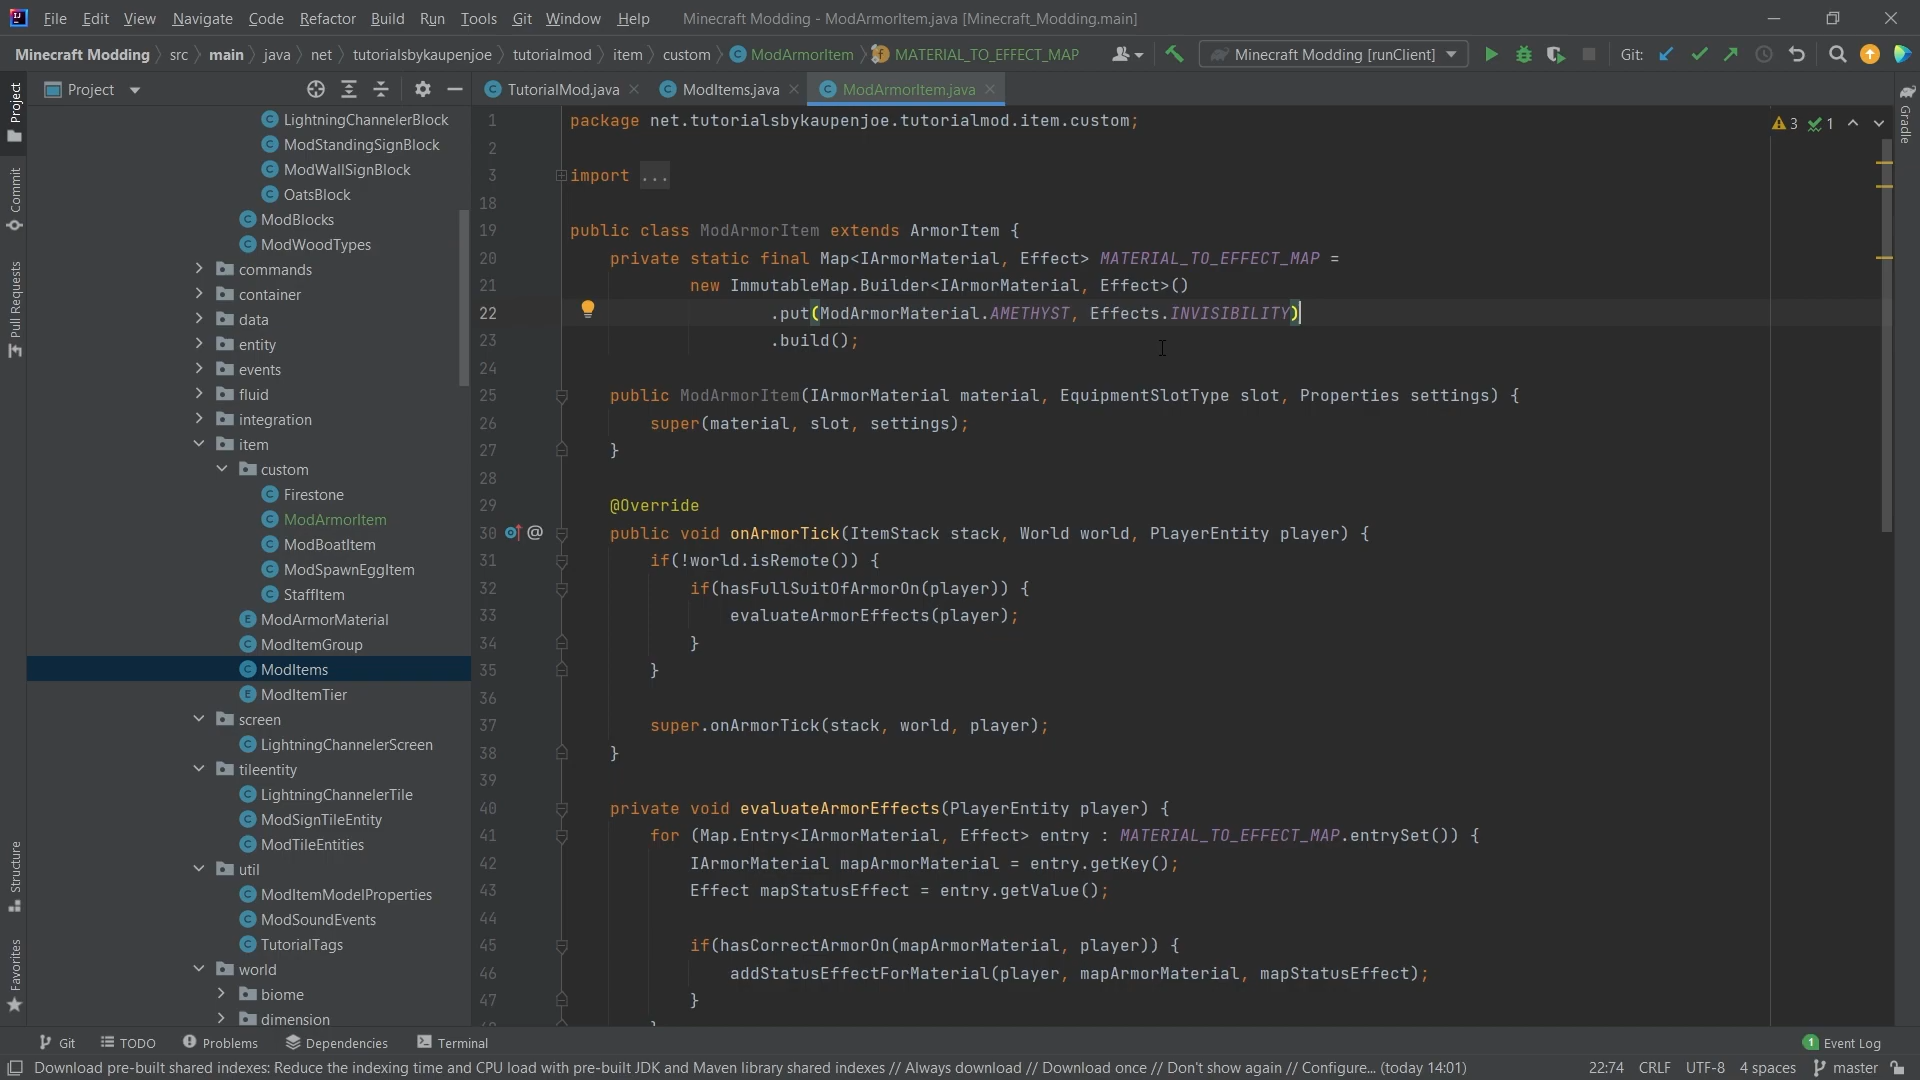 File Edit View Navigate Code Refactor Build Run Tools Git Window Help Minecraft Modding - ModArmorItem.java [Minecraft_Modding.main]
Minecraft Modding src main java net tutorialsbykaupenjoe tutorialmod item custom ModArmorItem MATERIAL_TO_EFFECT_MAP Minecraft Modding [runClient] Git:
Project
Commit
Pull Requests
Structure
Favorites
Project
LightningChannelerBlock
ModStandingSignBlock
ModWallSignBlock
OatsBlock
ModBlocks
ModWoodTypes
commands
container
data
entity
events
fluid
integration
item
custom
Firestone
ModArmorItem
ModBoatItem
ModSpawnEggItem
StaffItem
ModArmorMaterial
ModItemGroup
ModItems
ModItemTier
screen
LightningChannelerScreen
tileentity
LightningChannelerTile
ModSignTileEntity
ModTileEntities
util
ModItemModelProperties
ModSoundEvents
TutorialTags
world
biome
dimension
TutorialMod.java ModItems.java ModArmorItem.java
3 1
Gradle
1 package net.tutorialsbykaupenjoe.tutorialmod.item.custom;
2
3 import ...
18
19 public class ModArmorItem extends ArmorItem {
20 private static final Map<IArmorMaterial, Effect> MATERIAL_TO_EFFECT_MAP =
21 new ImmutableMap.Builder<IArmorMaterial, Effect>()
22 .put(ModArmorMaterial.AMETHYST, Effects.INVISIBILITY)
23 .build();
24
25 public ModArmorItem(IArmorMaterial material, EquipmentSlotType slot, Properties settings) {
26 super(material, slot, settings);
27 }
28
29 @Override
30 @ public void onArmorTick(ItemStack stack, World world, PlayerEntity player) {
31 if(!world.isRemote()) {
32 if(hasFullSuitOfArmorOn(player)) {
33 evaluateArmorEffects(player);
34 }
35 }
36
37 super.onArmorTick(stack, world, player);
38 }
39
40 private void evaluateArmorEffects(PlayerEntity player) {
41 for (Map.Entry<IArmorMaterial, Effect> entry : MATERIAL_TO_EFFECT_MAP.entrySet()) {
42 IArmorMaterial mapArmorMaterial = entry.getKey();
43 Effect mapStatusEffect = entry.getValue();
44
45 if(hasCorrectArmorOn(mapArmorMaterial, player)) {
46 addStatusEffectForMaterial(player, mapArmorMaterial, mapStatusEffect);
47 }
Git TODO Problems Dependencies Terminal 1 Event Log
Download pre-built shared indexes: Reduce the indexing time and CPU load with pre-built JDK and Maven library shared indexes // Always download // Download once // Don't show again // Configure... (today 14:01) 22:74 CRLF UTF-8 4 spaces master